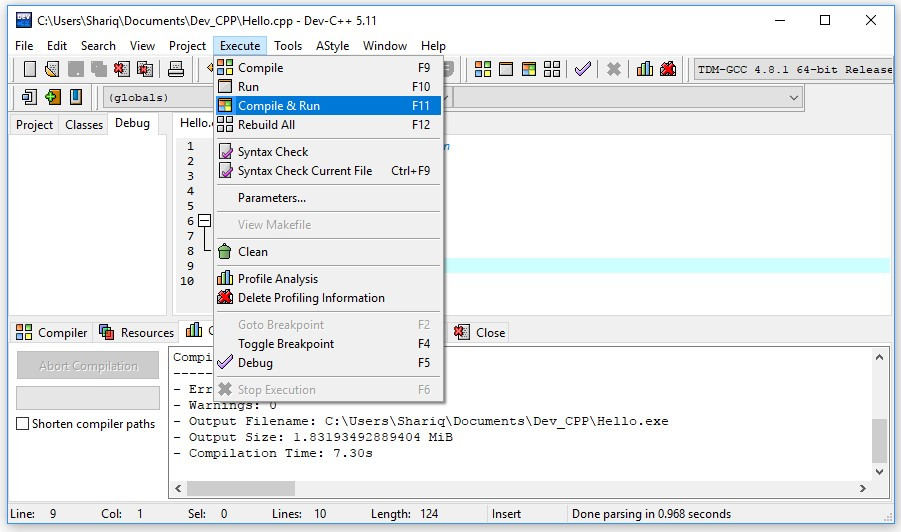 C:\Users\Shariq\Documents\Dev_CPP\Hello.cpp - Dev-C++ 5.11
File Edit Search View Project Execute Tools AStyle Window Help
TDM-GCC 4.8.1 64-bit Release
(globals)
Project Classes Debug
Compile F9
Run F10
Compile & Run F11
Rebuild All F12
Syntax Check
Syntax Check Current File Ctrl+F9
Parameters...
View Makefile
Clean
Profile Analysis
Delete Profiling Information
Goto Breakpoint F2
Toggle Breakpoint F4
Debug F5
Stop Execution F6
Hello.
1
2
3
4
5
6
7
8
9
10
Compiler Resources Close
Abort Compilation
Shorten compiler paths
Compi
--------
- Err
- Warnings: 0
- Output Filename: C:\Users\Shariq\Documents\Dev_CPP\Hello.exe
- Output Size: 1.83193492889404 MiB
- Compilation Time: 7.30s
Line: 9 Col: 1 Sel: 0 Lines: 10 Length: 124 Insert Done parsing in 0.968 seconds